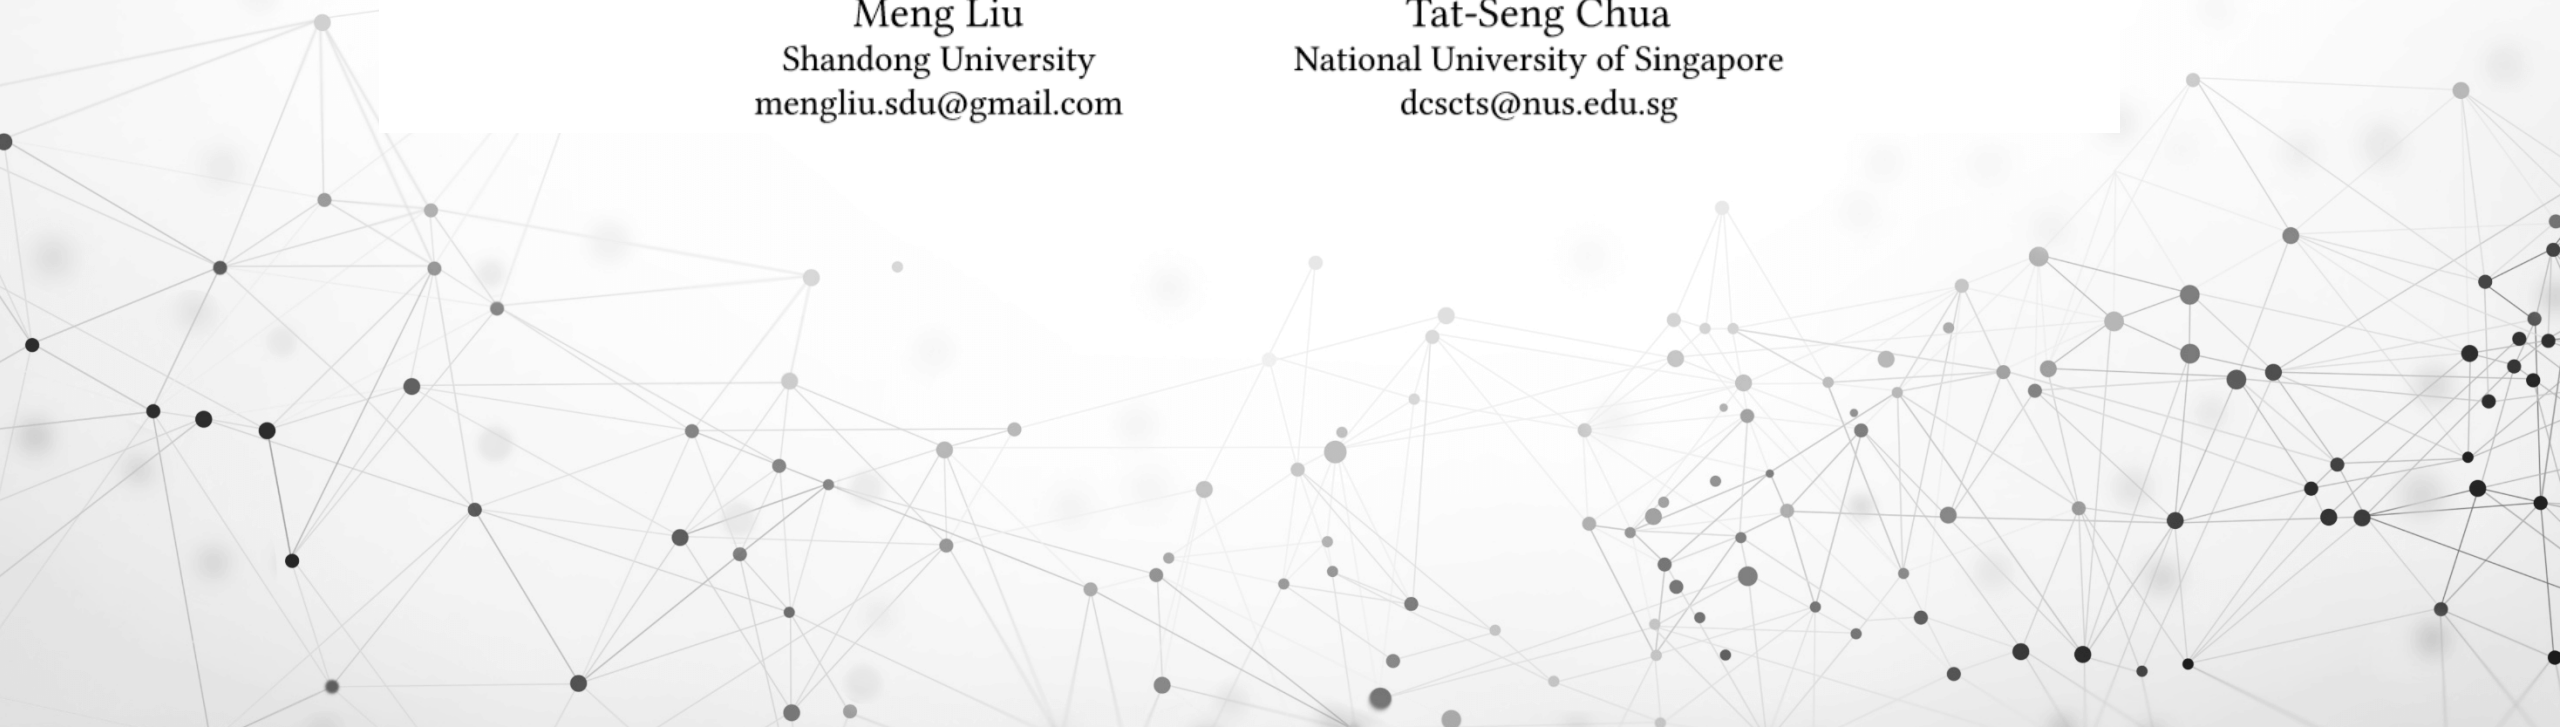 Meng Liu
Shandong University
mengliu.sdu@gmail.com
Tat-Seng Chua
National University of Singapore
dcscts@nus.edu.sg